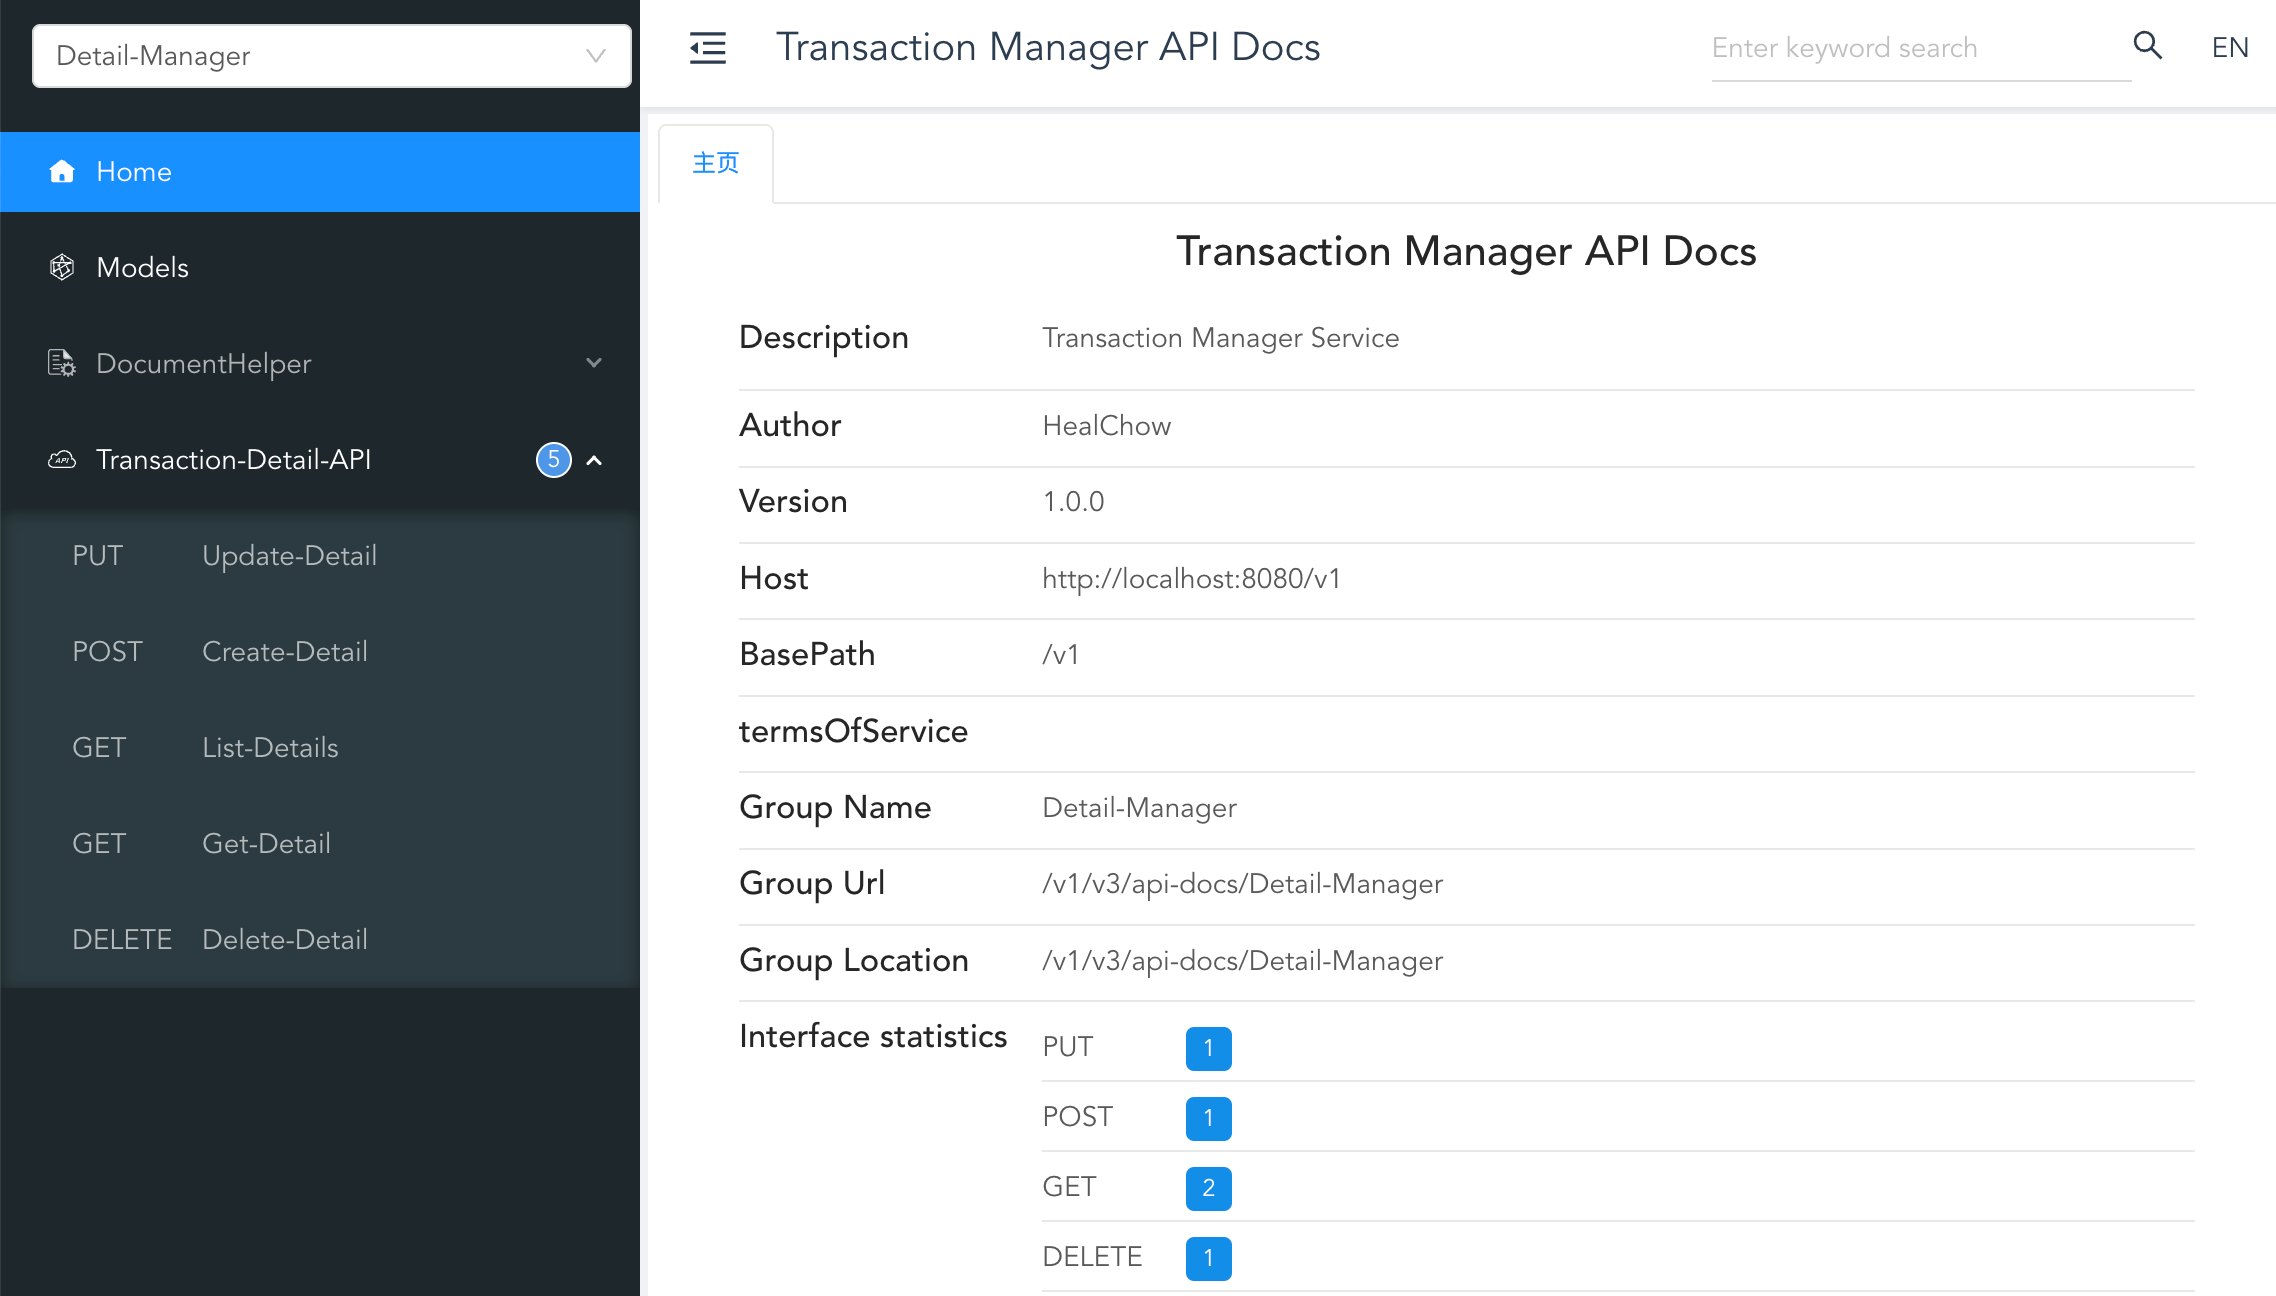 Detail-Manager
Home
Models
DocumentHelper
Transaction-Detail-API 5
PUT Update-Detail
POST Create-Detail
GET List-Details
GET Get-Detail
DELETE Delete-Detail
Transaction Manager API Docs
Enter keyword search
EN
主页
Transaction Manager API Docs
Description Transaction Manager Service
Author HealChow
Version 1.0.0
Host http://localhost:8080/v1
BasePath /v1
termsOfService
Group Name Detail-Manager
Group Url /v1/v3/api-docs/Detail-Manager
Group Location /v1/v3/api-docs/Detail-Manager
Interface statistics
PUT 1
POST 1
GET 2
DELETE 1